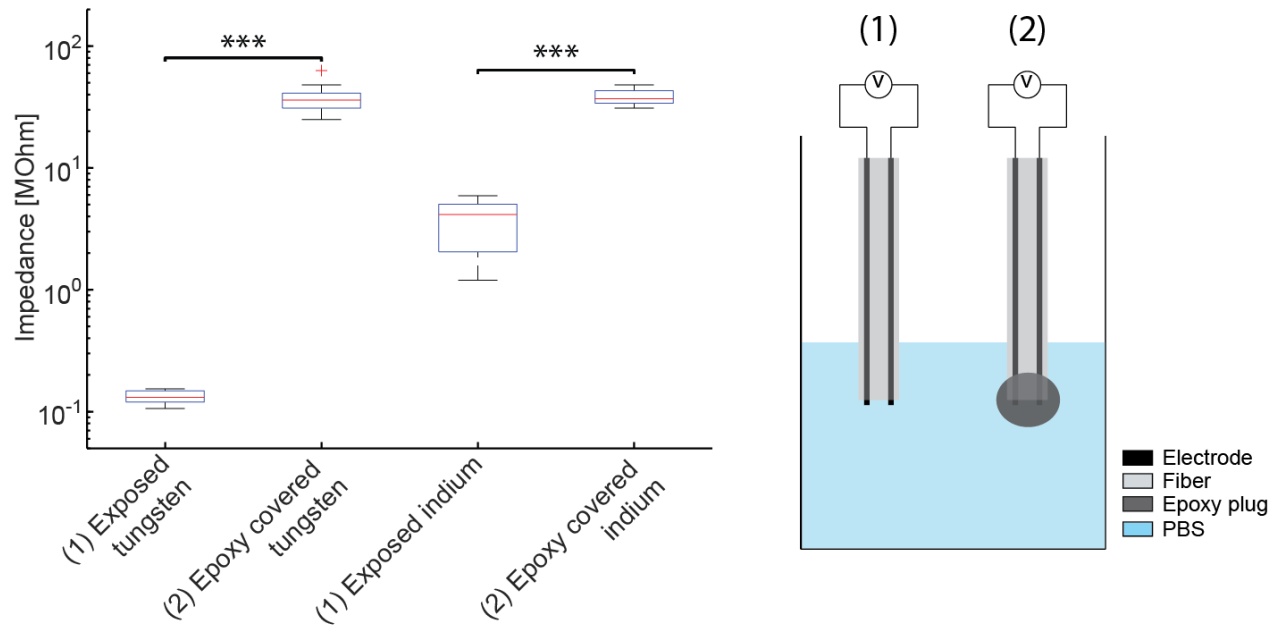 (1)
(2)
10²
***
***
V
V
10¹
Impedance [MOhm]
10⁰
10⁻¹
(1) Exposed
tungsten
(2) Epoxy covered
tungsten
(1) Exposed indium
(2) Epoxy covered
indium
Electrode
Fiber
Epoxy plug
PBS